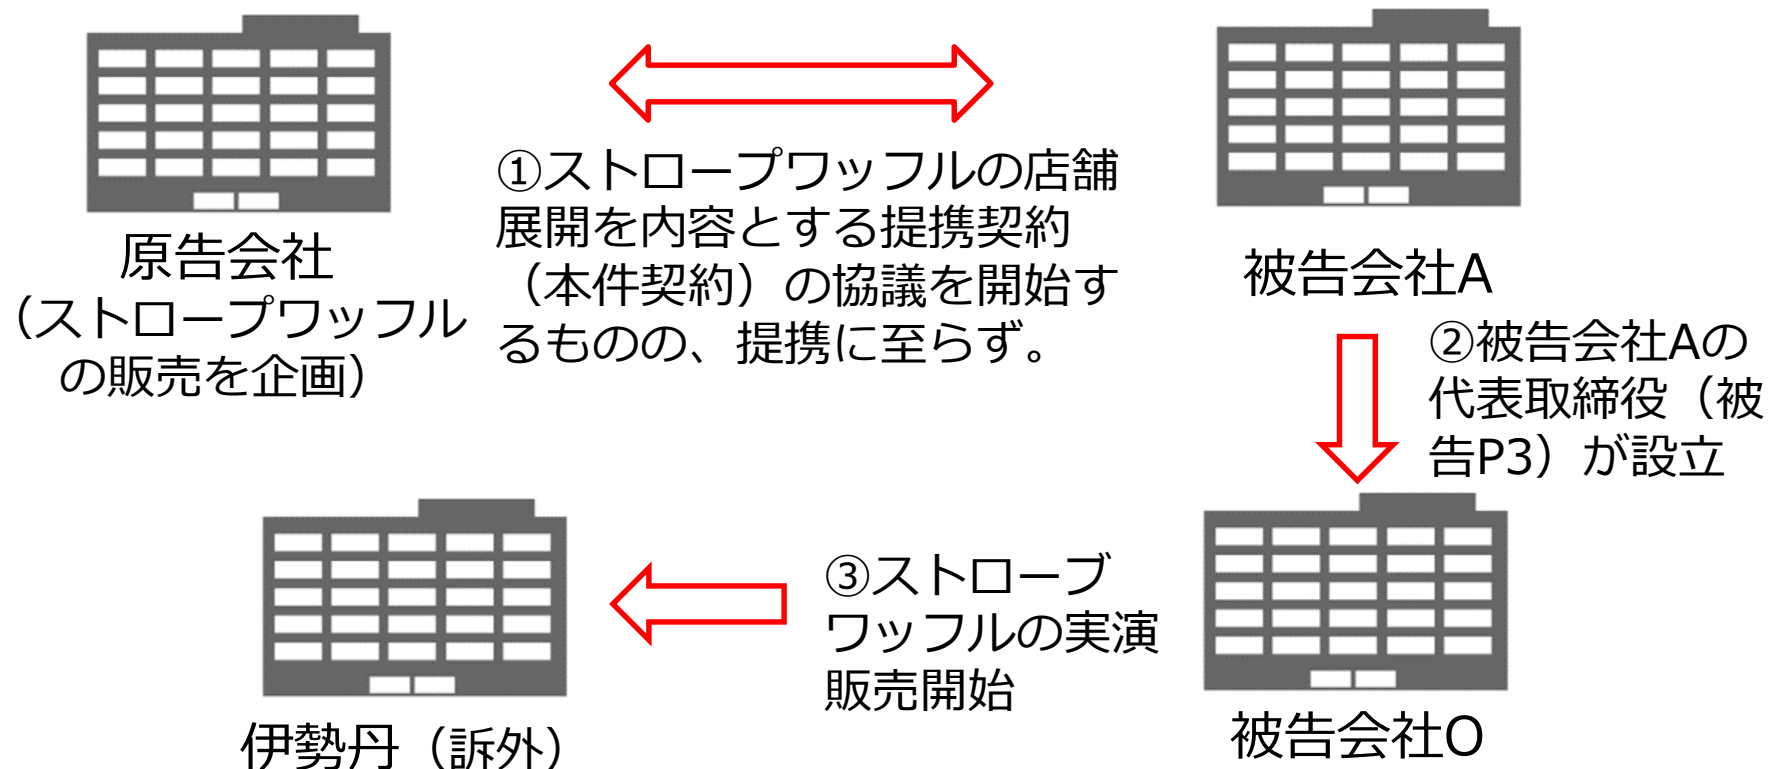 原告会社
(ストロープワッフル
の販売を企画)
①ストロープワッフルの店舗
展開を内容とする提携契約
(本件契約)の協議を開始す
るものの、提携に至らず。
被告会社A
②被告会社Aの
代表取締役(被
告P3)が設立
③ストローブ
ワッフルの実演
販売開始
伊勢丹(訴外)
被告会社O